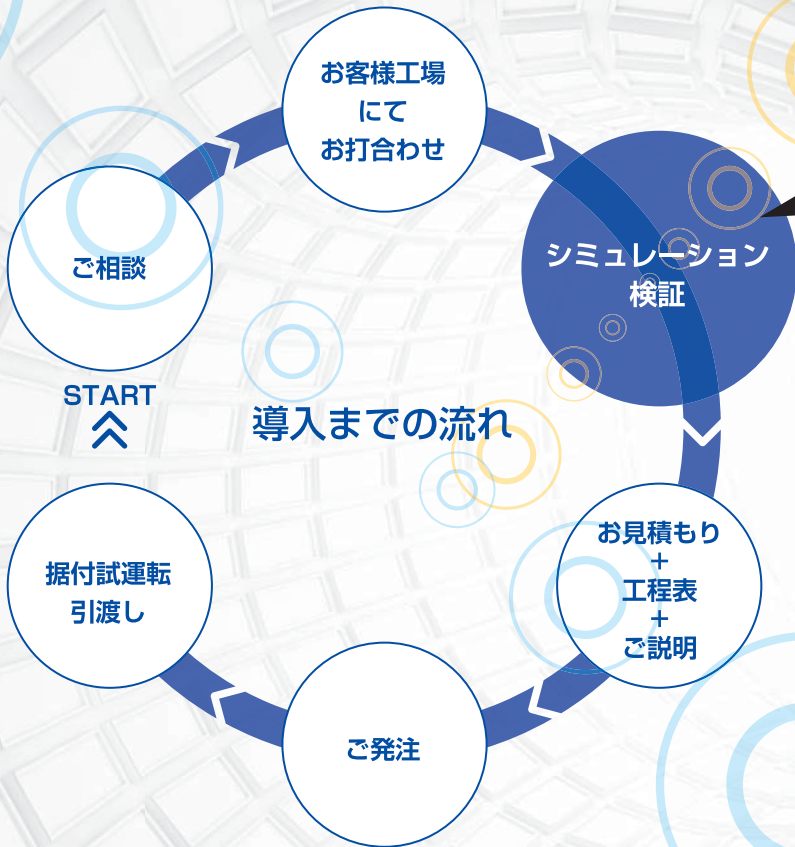 導入までの流れ
START
ご相談
お客様工場
にて
お打合わせ
シミュレーション
検証
お見積もり
+
工程表
+
ご説明
ご発注
据付試運転
引渡し